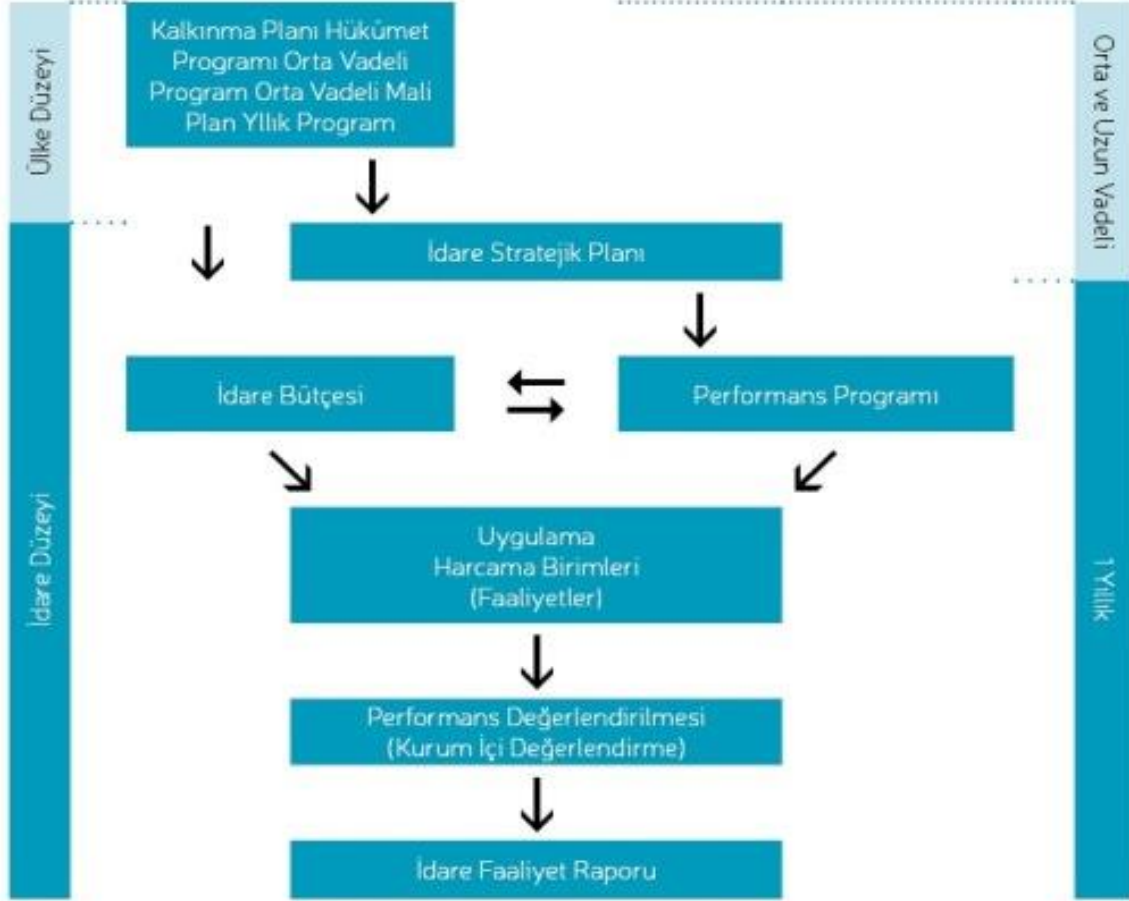 Ülke Düzeyi
Orta ve Uzun Vadeli
Kalkınma Planı Hükümet
Programı Orta Vadeli
Program Orta Vadeli Mali
Plan Yllık Program
İdare Stratejik Planı
İdare Düzeyi
1 Yıllık
İdare Bütçesi
Performans Programı
Uygulama
Harcama Birimleri
(Faaliyetler)
Performans Değerlendirilmesi
(Kurum İçi Değerlendirme)
İdare Faaliyet Raporu